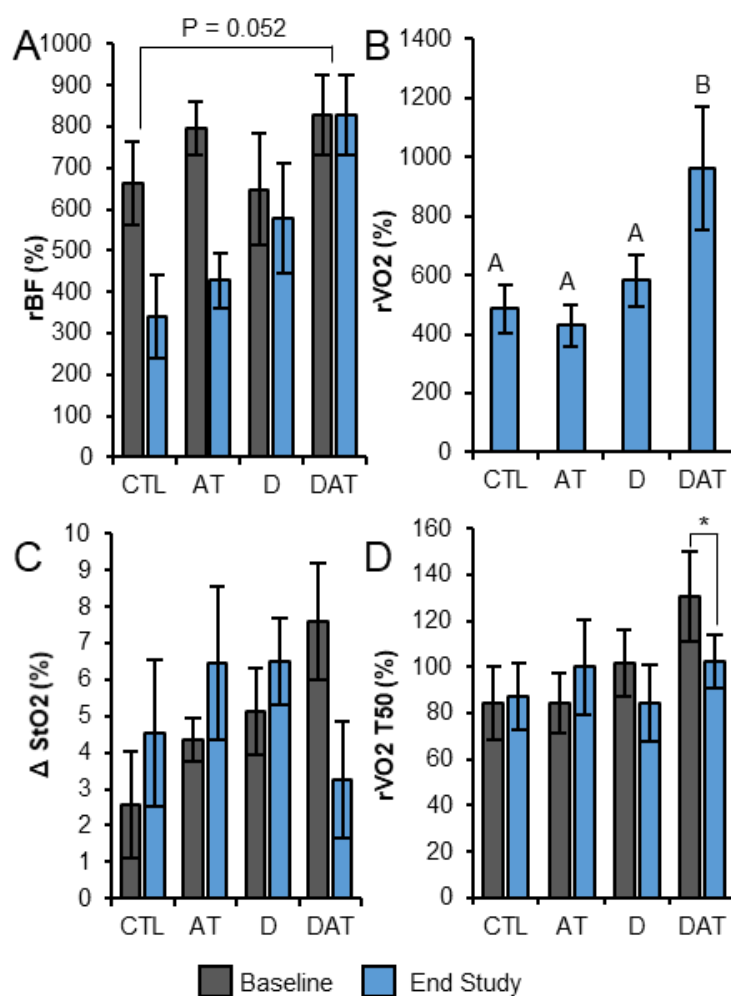 A
P = 0.052
1000
900
800
700
600
500
400
300
200
100
0
rBF (%)
CTL AT D DAT
B
1400
1200
1000
800
600
400
200
0
rVO2 (%)
A A A B
CTL AT D DAT
C
10
9
8
7
6
5
4
3
2
1
0
Δ StO2 (%)
CTL AT D DAT
D
160
140
120
100
80
60
40
20
0
rVO2 T50 (%)
*
CTL AT D DAT
Baseline End Study